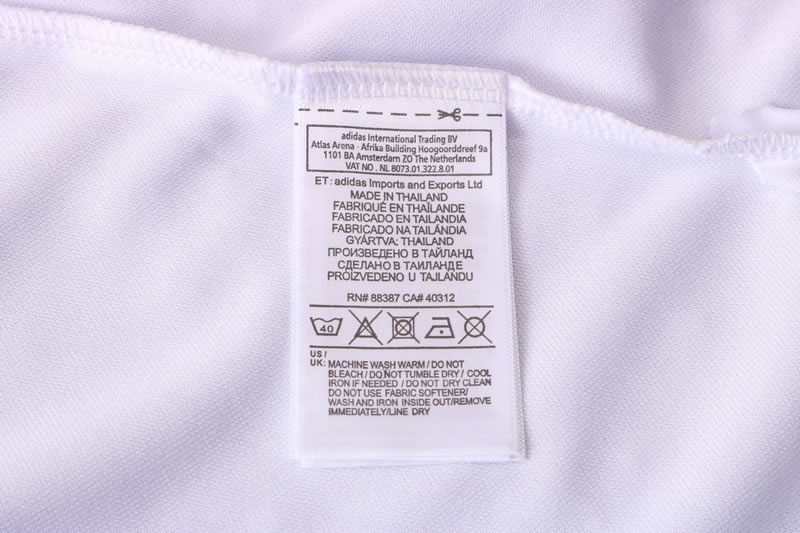 adidas International Trading BV
Atlas Arena - Afrika Building Hoogoorddreef 9a
1101 BA Amsterdam ZO The Netherlands
VAT NO . NL 8073.01.322.8.01
ET : adidas Imports and Exports Ltd
MADE IN THAILAND
FABRIQUÉ EN THAÏLANDE
FABRICADO EN TAILANDIA
FABRICADO NA TAILÁNDIA
GYÁRTVA: THAILAND
ПРОИЗВЕДЕНО В ТАЙЛАНД
СДЕЛАНО В ТАИЛАНДЕ
PROIZVEDENO U TAJLANDU
RN# 88387 CA# 40312
40
US /
UK: MACHINE WASH WARM / DO NOT
BLEACH / DO NOT TUMBLE DRY / COOL
IRON IF NEEDED / DO NOT DRY CLEAN
DO NOT USE FABRIC SOFTENER/
WASH AND IRON INSIDE OUT/REMOVE
IMMEDIATELY/LINE DRY